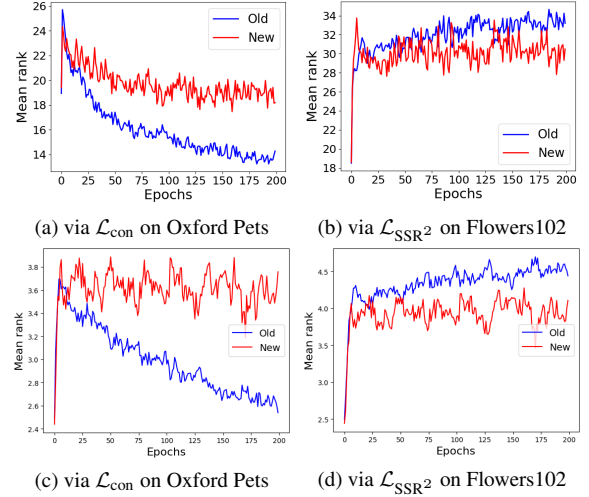 26
24
22
20
18
16
14
Mean rank
Old
New
0 25 50 75 100 125 150 175 200
Epochs
(a) via L_con on Oxford Pets
36
34
32
30
28
26
24
22
20
18
Mean rank
Old
New
0 25 50 75 100 125 150 175 200
Epochs
(b) via L_SSR² on Flowers102
3.8
3.6
3.4
3.2
3.0
2.8
2.6
2.4
Mean rank
Old
New
0 25 50 75 100 125 150 175 200
Epochs
(c) via L_con on Oxford Pets
4.5
4.0
3.5
3.0
2.5
Mean rank
Old
New
0 25 50 75 100 125 150 175 200
Epochs
(d) via L_SSR² on Flowers102